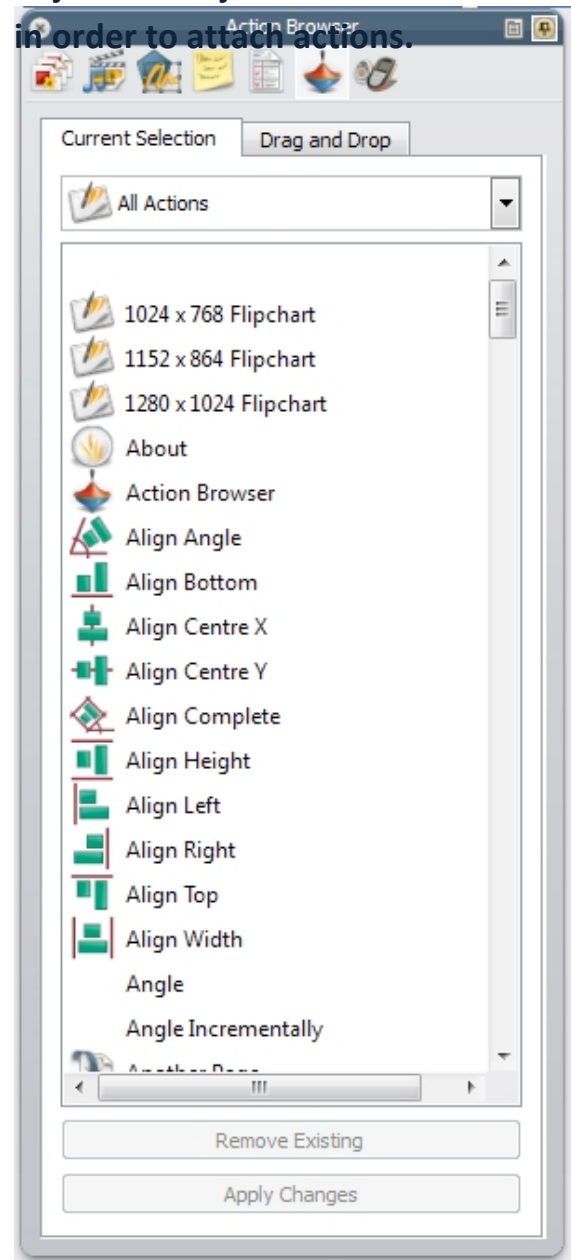 in order to attach actions.
Action Browser
Current Selection
Drag and Drop
All Actions
1024 x 768 Flipchart
1152 x 864 Flipchart
1280 x 1024 Flipchart
About
Action Browser
Align Angle
Align Bottom
Align Centre X
Align Centre Y
Align Complete
Align Height
Align Left
Align Right
Align Top
Align Width
Angle
Angle Incrementally
Another Page
Remove Existing
Apply Changes